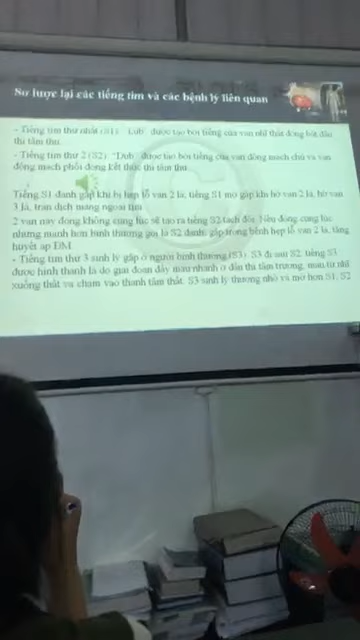 Sơ lược lại các tiếng tim và các bệnh lý liên quan
- Tiếng tim thứ nhất (S1): "Lub" được tạo bởi tiếng của van nhĩ thất đóng bắt đầu
thì tâm thu.
- Tiếng tim thứ 2 (S2): "Dub" được tạo bởi tiếng của van động mạch chủ và van
động mạch phổi đóng kết thúc thì tâm thu.
Tiếng S1 đanh gặp khi bị hẹp lỗ van 2 lá, tiếng S1 mờ gặp khi hở van 2 lá, hở van
3 lá, tràn dịch màng ngoài tim
2 van này đóng không cùng lúc sẽ tạo ra tiếng S2 tách đôi. Nếu đóng cùng lúc
nhưng mạnh hơn bình thường gọi là S2 đanh, gặp trong bệnh hẹp lỗ van 2 lá, tăng
huyết áp ĐM
- Tiếng tim thứ 3 sinh lý gặp ở người bình thường (S3): S3 đi sau S2, tiếng S3
được hình thành là do giai đoạn đầy máu nhanh ở đầu thì tâm trương, máu từ nhĩ
xuống thất và chạm vào thành tâm thất. S3 sinh lý thường nhỏ và mờ hơn S1, S2